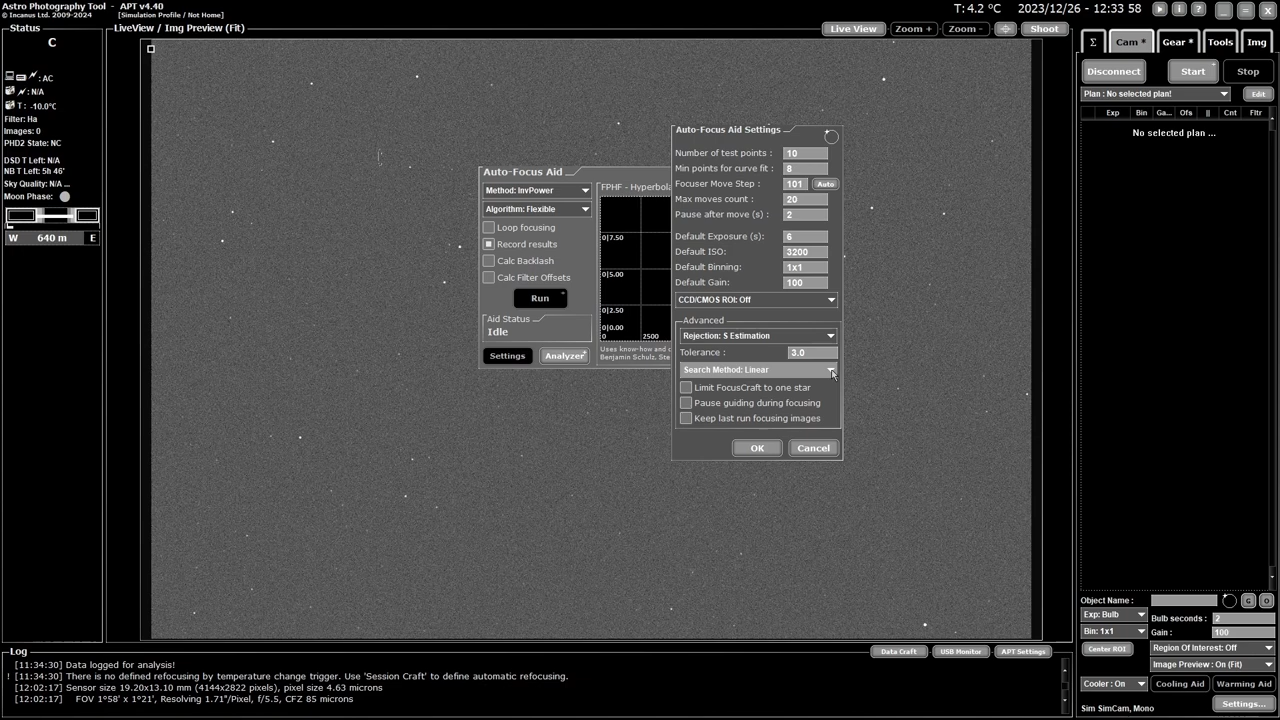 Astro Photography Tool - APT v4.40
© Incanus Ltd. 2009-2024
[Simulation Profile / Not Home]
T: 4.2 °C
2023/12/26 - 12:33 58
Status
C
: AC
: N/A
T : -10.0°C
Filter: Ha
Images: 0
PHD2 State: NC
DSD T Left: N/A
NB T Left: 5h 46'
Sky Quality: N/A ...
Moon Phase:
W 640 m E
LiveView / Img Preview (Fit)
Live View
Zoom +
Zoom -
Shoot
Auto-Focus Aid
Method: InvPower
Algorithm: Flexible
Loop focusing
Record results
Calc Backlash
Calc Filter Offsets
Run
Aid Status
Idle
Settings
Analyzer
FPHF - Hyperbola
0|7.50
0|5.00
0|2.50
0|0.00
0 2500
Uses know-how and
Benjamin Schulz, Ste
Auto-Focus Aid Settings
Number of test points : 10
Min points for curve fit : 8
Focuser Move Step : 101 Auto
Max moves count : 20
Pause after move (s) : 2
Default Exposure (s): 6
Default ISO: 3200
Default Binning: 1x1
Default Gain: 100
CCD/CMOS ROI: Off
Advanced
Rejection: S Estimation
Tolerance : 3.0
Search Method: Linear
Limit FocusCraft to one star
Pause guiding during focusing
Keep last run focusing images
OK
Cancel
Σ
Cam *
Gear *
Tools
Img
Disconnect
Start
Stop
Plan : No selected plan!
Edit
Exp Bin Ga... Ofs || Cnt Fltr
No selected plan ...
Object Name :
Exp: Bulb
Bulb seconds : 2
Bin: 1x1
Gain : 100
Center ROI
Region Of Interest: Off
Image Preview : On (Fit)
Cooler : On
Cooling Aid
Warming Aid
Sim SimCam, Mono
Settings...
Log
Data Craft
USB Monitor
APT Settings
[11:34:30] Data logged for analysis!
! [11:34:30] There is no defined refocusing by temperature change trigger. Use 'Session Craft' to define automatic refocusing.
[12:02:17] Sensor size 19.20x13.10 mm (4144x2822 pixels), pixel size 4.63 microns
[12:02:17] FOV 1°58' x 1°21', Resolving 1.71"/Pixel, f/5.5, CFZ 85 microns